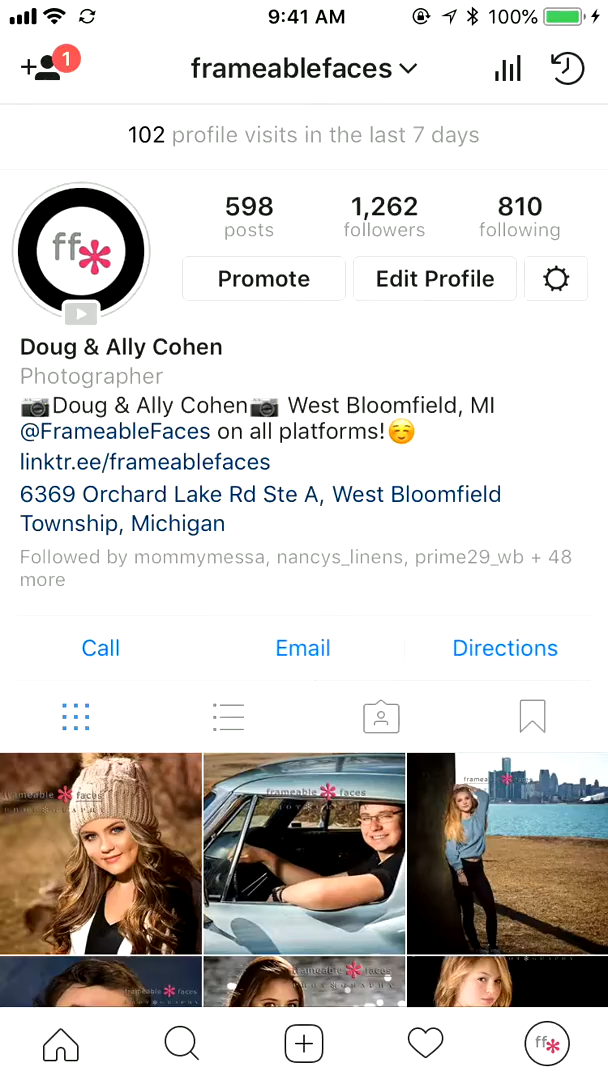 9:41 AM
100%
1
frameablefaces
102 profile visits in the last 7 days
598
1,262
810
posts
followers
following
Promote
Edit Profile
ff*
Doug & Ally Cohen
Photographer
📷Doug & Ally Cohen📷 West Bloomfield, MI
@FrameableFaces on all platforms!☺️
linktr.ee/frameablefaces
6369 Orchard Lake Rd Ste A, West Bloomfield
Township, Michigan
Followed by mommymessa, nancys_linens, prime29_wb + 48
more
Call
Email
Directions
frameable * faces
PHOTOGRAPHY
frameable * faces
frameable * faces
frameable * faces
PHOTOGRAPHY
ff*